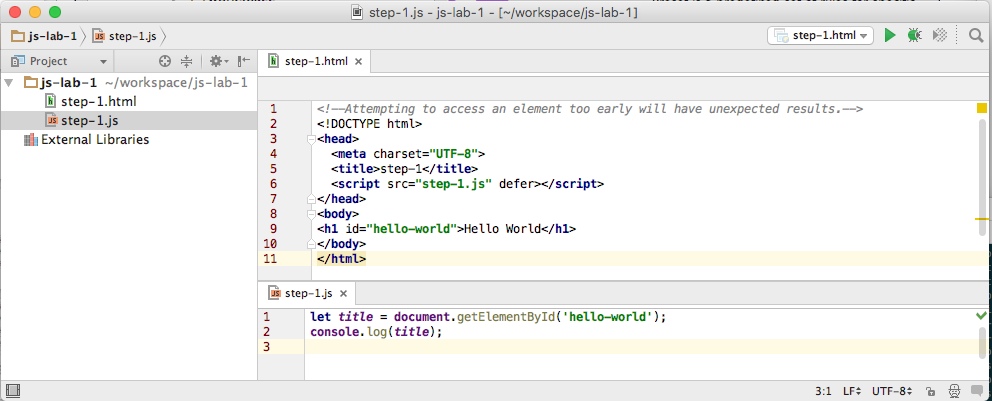 step-1.js - js-lab-1 - [~/workspace/js-lab-1]
js-lab-1 step-1.js step-1.html
Project
js-lab-1 ~/workspace/js-lab-1
step-1.html
step-1.js
External Libraries
step-1.html ×
1 <!--Attempting to access an element too early will have unexpected results.-->
2 <!DOCTYPE html>
3 <head>
4 <meta charset="UTF-8">
5 <title>step-1</title>
6 <script src="step-1.js" defer></script>
7 </head>
8 <body>
9 <h1 id="hello-world">Hello World</h1>
10 </body>
11 </html>
step-1.js ×
1 let title = document.getElementById('hello-world');
2 console.log(title);
3
3:1 LF UTF-8